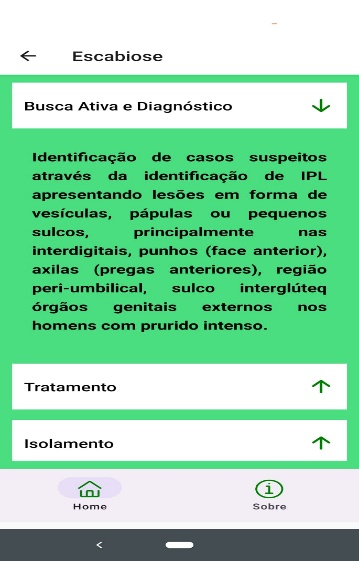 Escabiose
Busca Ativa e Diagnóstico
Identificação de casos suspeitos
através da identificação de IPL
apresentando lesões em forma de
vesículas, pápulas ou pequenos
sulcos, principalmente nas
interdigitais, punhos (face anterior),
axilas (pregas anteriores), região
peri-umbilical, sulco interglúteq
órgãos genitais externos nos
homens com prurido intenso.
Tratamento
Isolamento
Home Sobre